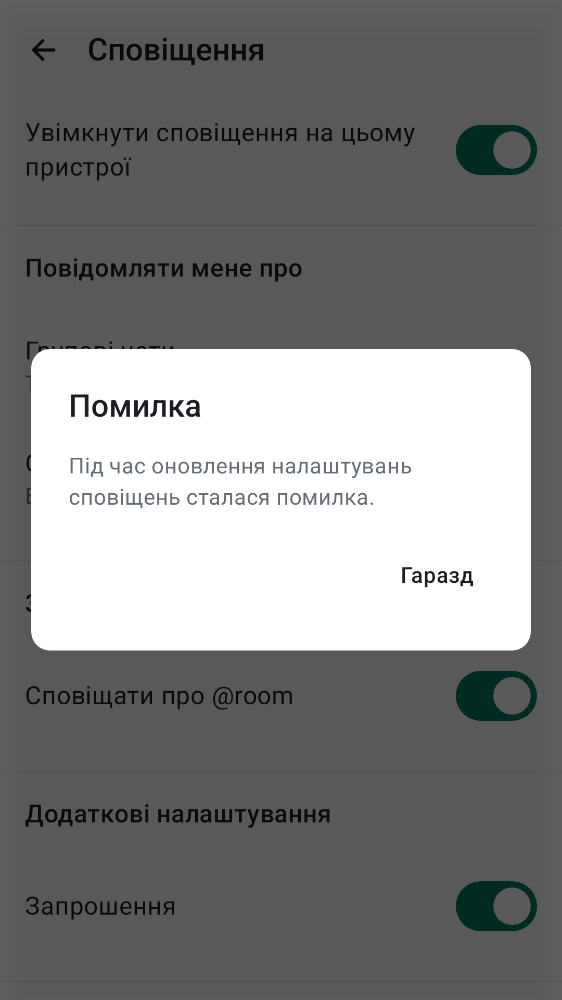 Сповіщення
Увімкнути сповіщення на цьому
пристрої
Повідомляти мене про
Помилка
Під час оновлення налаштувань
сповіщень сталася помилка.
Гаразд
Сповіщати про @room
Додаткові налаштування
Запрошення